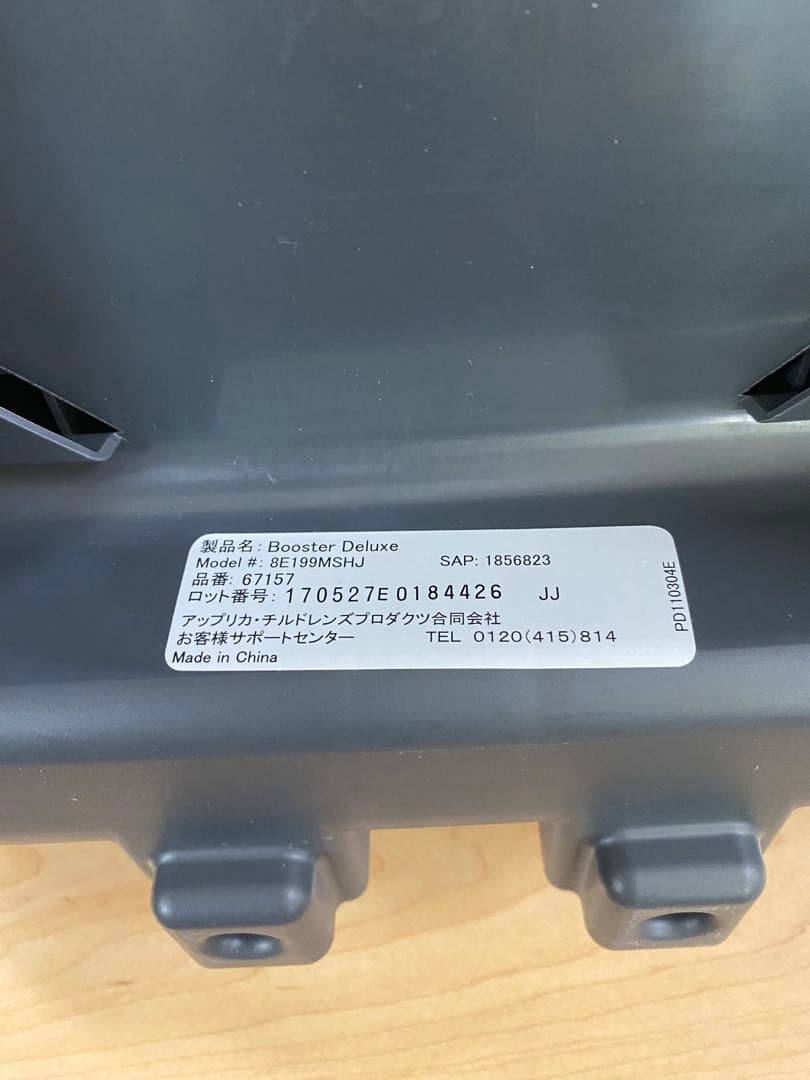 製品名: Booster Deluxe
Model #: 8E199MSHJ SAP: 1856823
品番: 67157
ロット番号: 170527E0184426 JJ
アップリカ・チルドレンズプロダクツ合同会社
お客様サポートセンター TEL 0120(415)814
Made in China
PD110304E